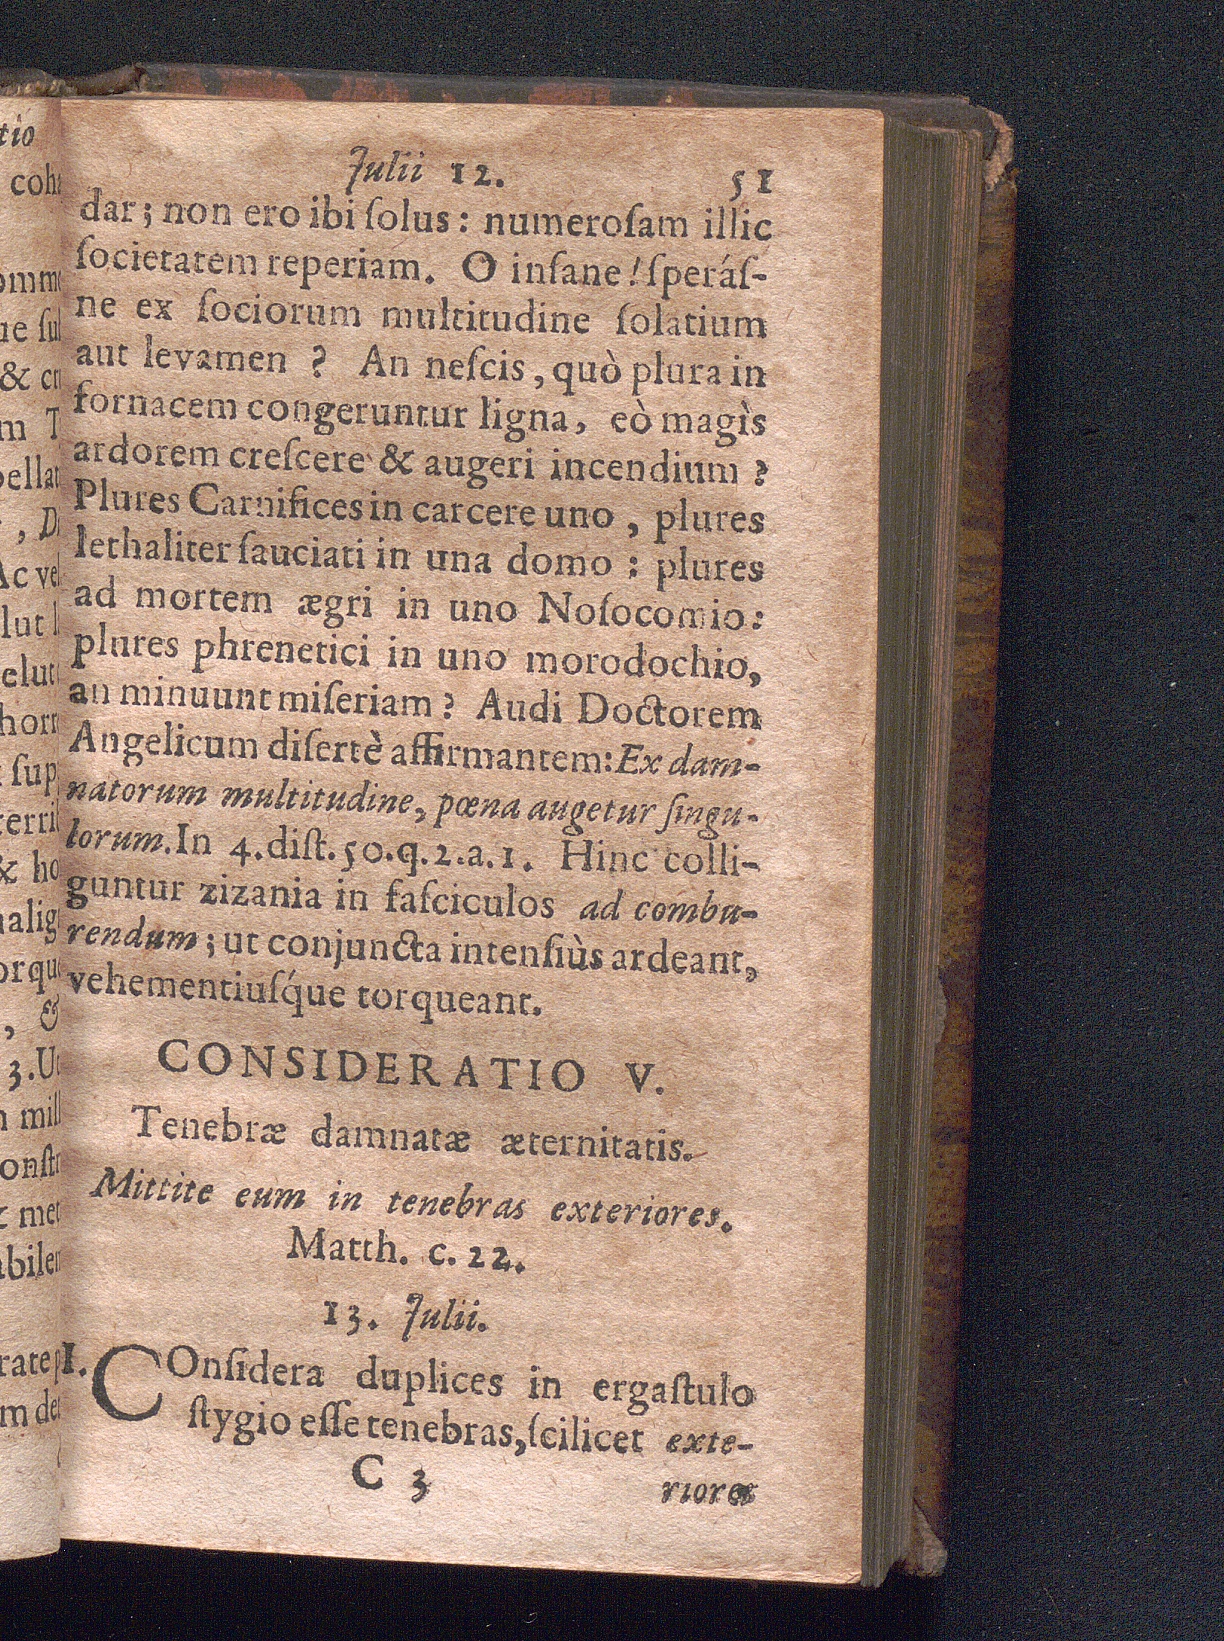 Julii 12. 51
dar; non ero ibi ſolus: numeroſam illic
ſocietatem reperiam. O inſane! ſperáſ-
ne ex ſociorum multitudine ſolatium
aut levamen? An neſcis, quò plura in
fornacem congeruntur ligna, eò magìs
ardorem creſcere & augeri incendium?
Plures Carnifices in carcere uno, plures
lethaliter ſauciati in una domo: plures
ad mortem ægri in uno Noſocomio:
plures phrenetici in uno morodochio,
an minuunt miſeriam? Audi Doctorem
Angelicum diſertè affirmantem: Ex dam-
natorum multitudine, pœna augetur ſingu-
lorum. In 4. diſt. 50. q. 2. a. 1. Hinc colli-
guntur zizania in faſciculos ad combu-
rendum; ut conjuncta intenſiùs ardeant,
vehementiuſq́ue torqueant.
CONSIDERATIO V.
Tenebræ damnatæ æternitatis.
Mittite eum in tenebras exteriores.
Matth. c. 22.
13. Julii.
I. COnſidera duplices in ergaſtulo
ſtygio eſſe tenebras, ſcilicet exte-
C 3 riores